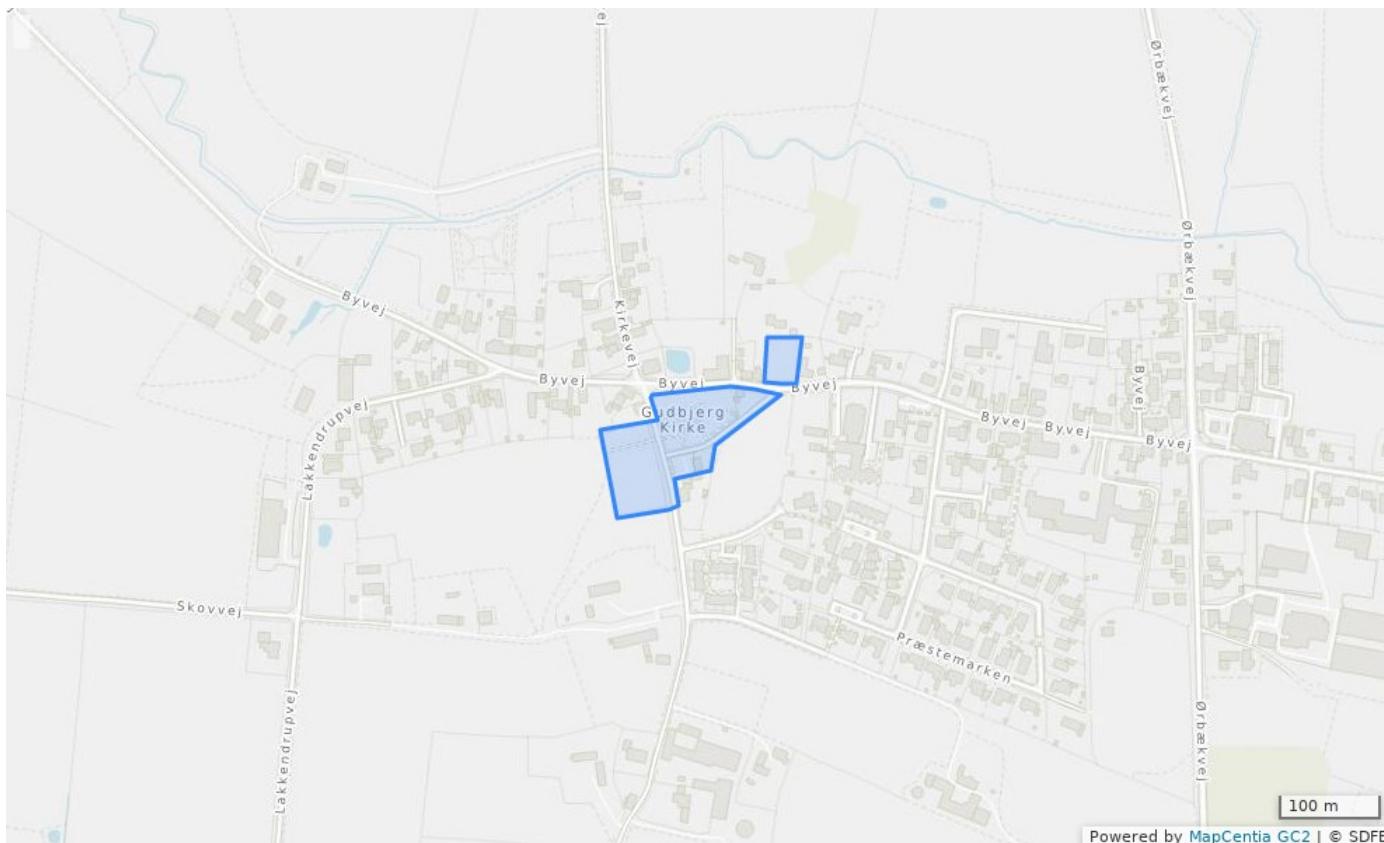 vej
Ørbækvej
Ørbækvej
Byvej
Kirkevej
Byvej
Byvej
Byvej
Gudbjerg
Kirke
Byvej
Byvej
Byvej
Byvej
Lakkendrupvej
Skovvej
Præstemarken
Lakkendrupvej
Ørbækvej
100 m
Powered by MapCentia GC2 | © SDFE